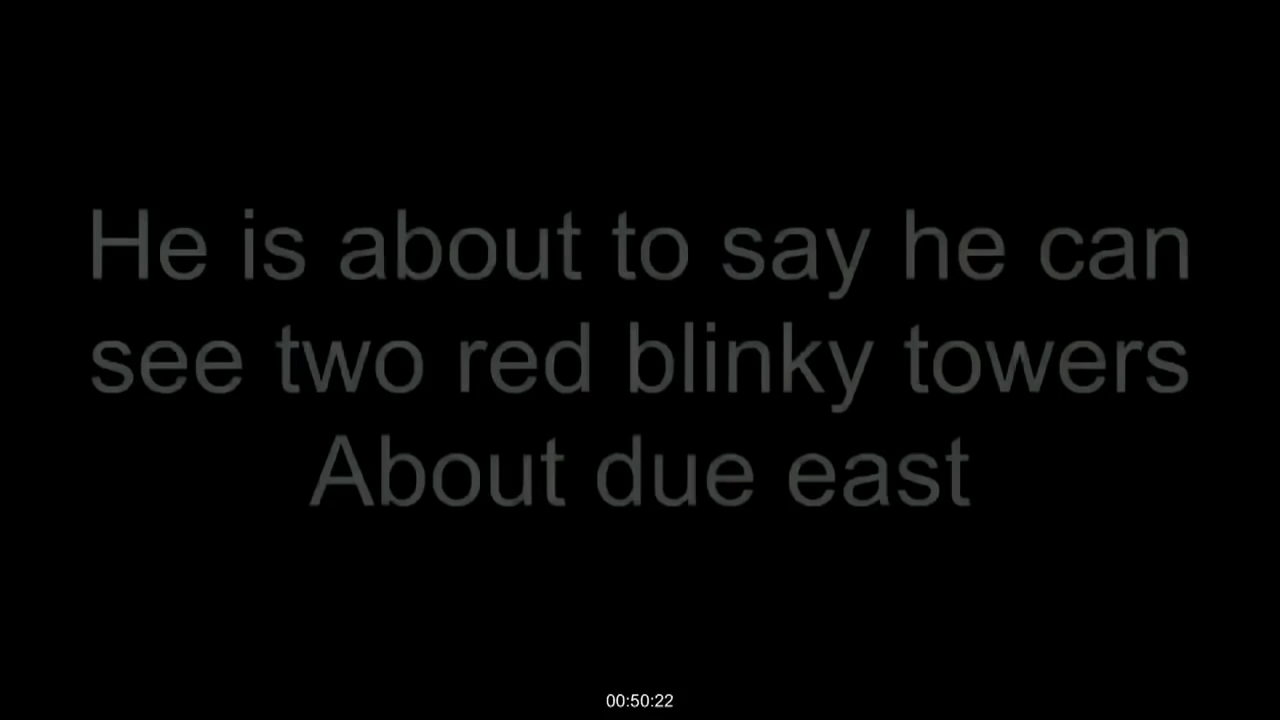 He is about to say he can
see two red blinky towers
About due east
00:50:22